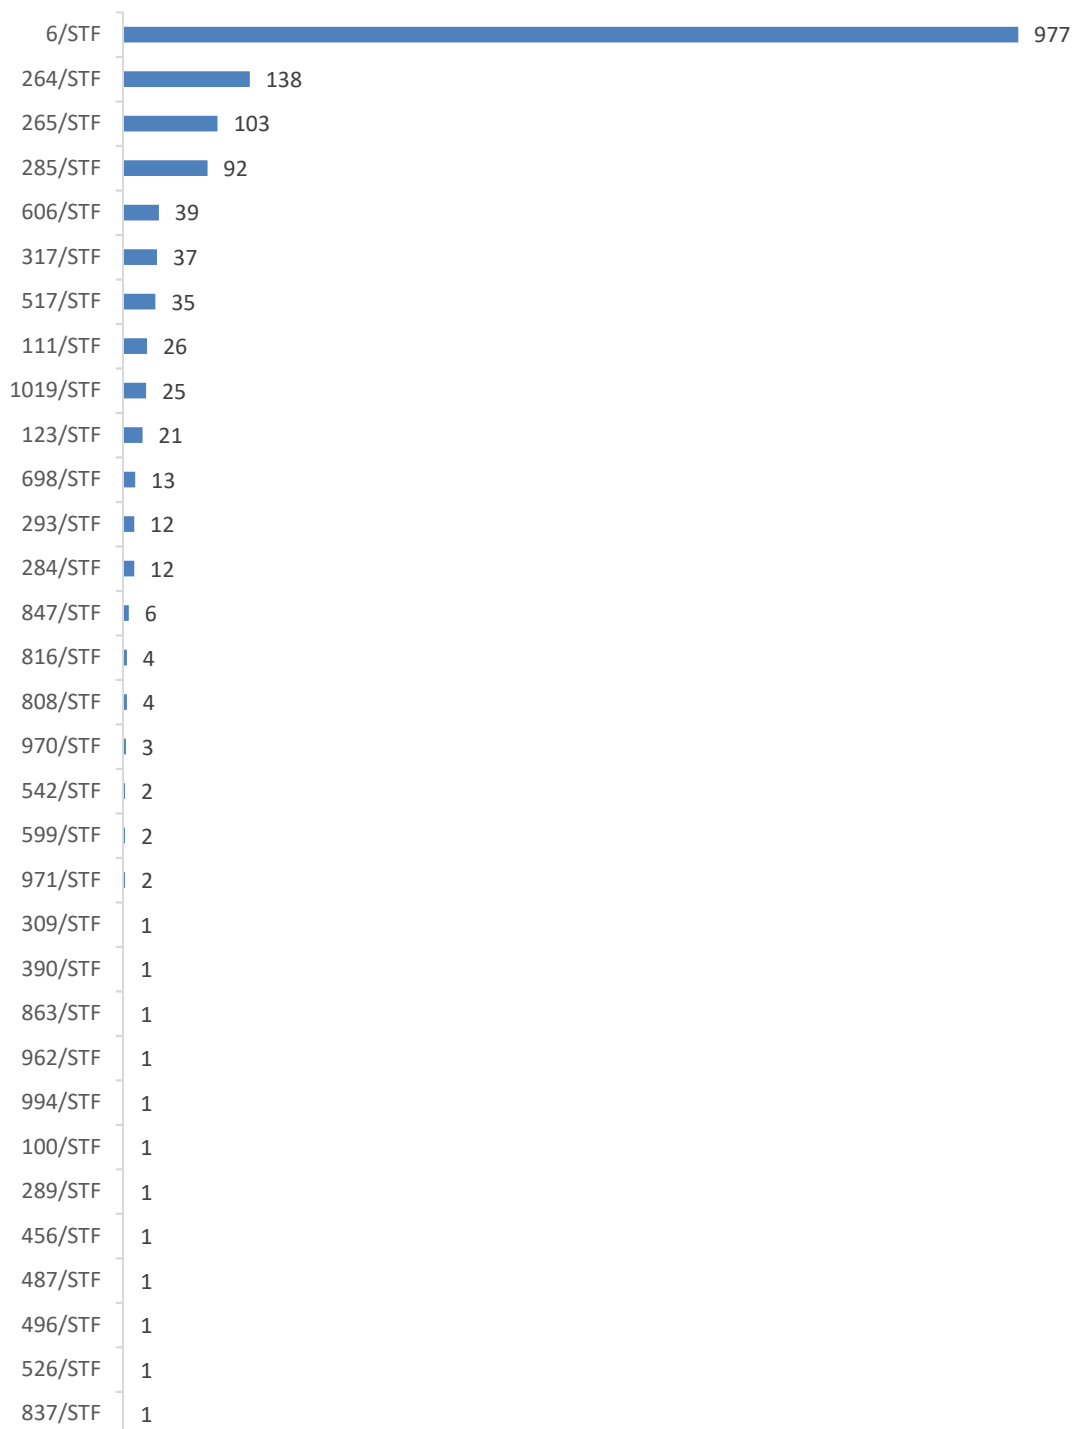 6/STF 977
264/STF 138
265/STF 103
285/STF 92
606/STF 39
317/STF 37
517/STF 35
111/STF 26
1019/STF 25
123/STF 21
698/STF 13
293/STF 12
284/STF 12
847/STF 6
816/STF 4
808/STF 4
970/STF 3
542/STF 2
599/STF 2
971/STF 2
309/STF 1
390/STF 1
863/STF 1
962/STF 1
994/STF 1
100/STF 1
289/STF 1
456/STF 1
487/STF 1
496/STF 1
526/STF 1
837/STF 1